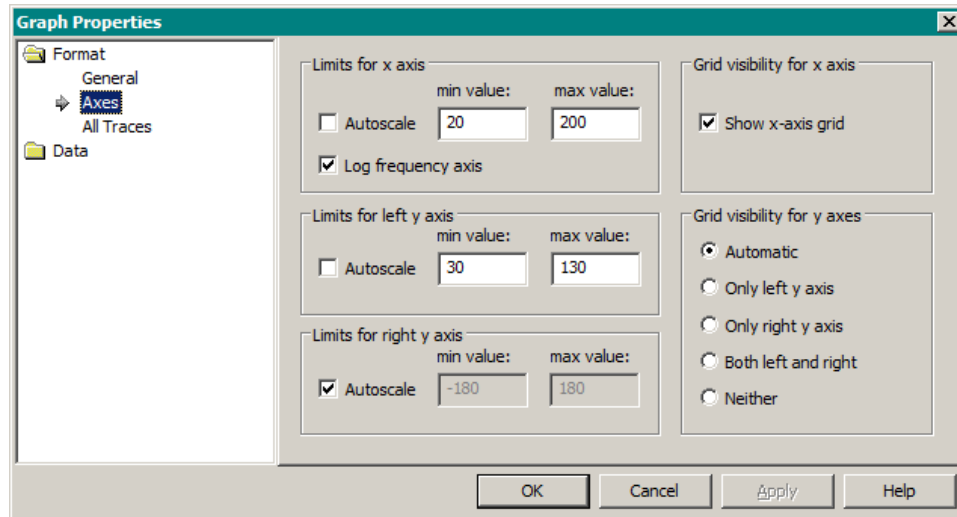 Graph Properties
Format
General
Axes
All Traces
Data
Limits for x axis
min value: max value:
Autoscale 20 200
Log frequency axis
Limits for left y axis
min value: max value:
Autoscale 30 130
Limits for right y axis
min value: max value:
Autoscale -180 180
Grid visibility for x axis
Show x-axis grid
Grid visibility for y axes
Automatic
Only left y axis
Only right y axis
Both left and right
Neither
OK Cancel Apply Help